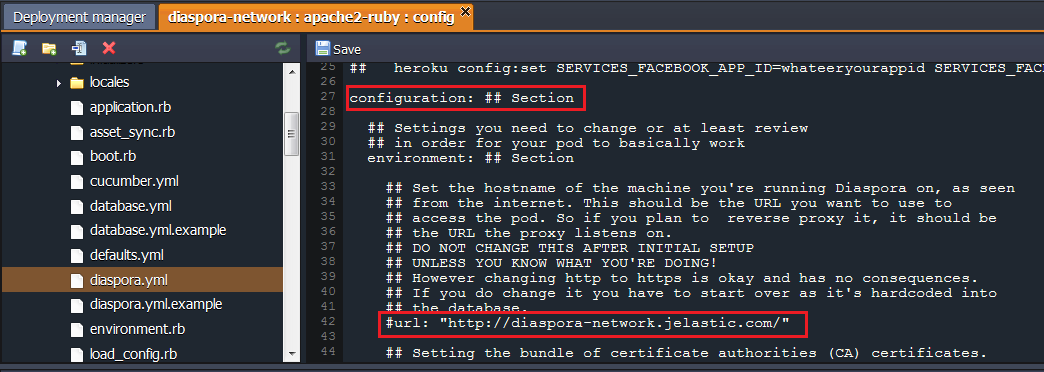 Deployment manager
diaspora-network : apache2-ruby : config
Save
locales
application.rb
asset_sync.rb
boot.rb
cucumber.yml
database.yml
database.yml.example
defaults.yml
diaspora.yml
diaspora.yml.example
environment.rb
load_config.rb
25 ## heroku config:set SERVICES_FACEBOOK_APP_ID=whateeryourappid SERVICES_FAC
26
27 configuration: ## Section
28
29 ## Settings you need to change or at least review
30 ## in order for your pod to basically work
31 environment: ## Section
32
33 ## Set the hostname of the machine you're running Diaspora on, as seen
34 ## from the internet. This should be the URL you want to use to
35 ## access the pod. So if you plan to  reverse proxy it, it should be
36 ## the URL the proxy listens on.
37 ## DO NOT CHANGE THIS AFTER INITIAL SETUP
38 ## UNLESS YOU KNOW WHAT YOU'RE DOING!
39 ## However changing http to https is okay and has no consequences.
40 ## If you do change it you have to start over as it's hardcoded into
41 ## the database.
42 #url: "http://diaspora-network.jelastic.com/"
43
44 ## Setting the bundle of certificate authorities (CA) certificates.